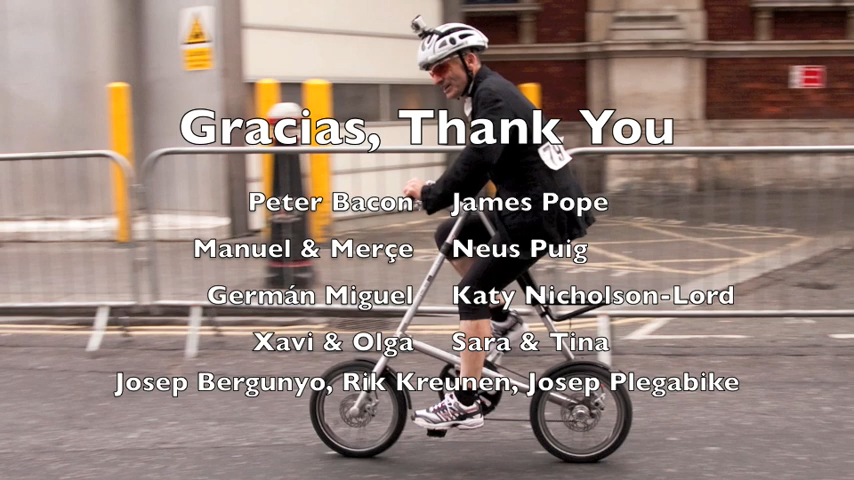 Gracias, Thank You
Peter Bacon James Pope
Manuel & Merçe Neus Puig
Germán Miguel Katy Nicholson-Lord
Xavi & Olga Sara & Tina
Josep Bergunyo, Rik Kreunen, Josep Plegabike